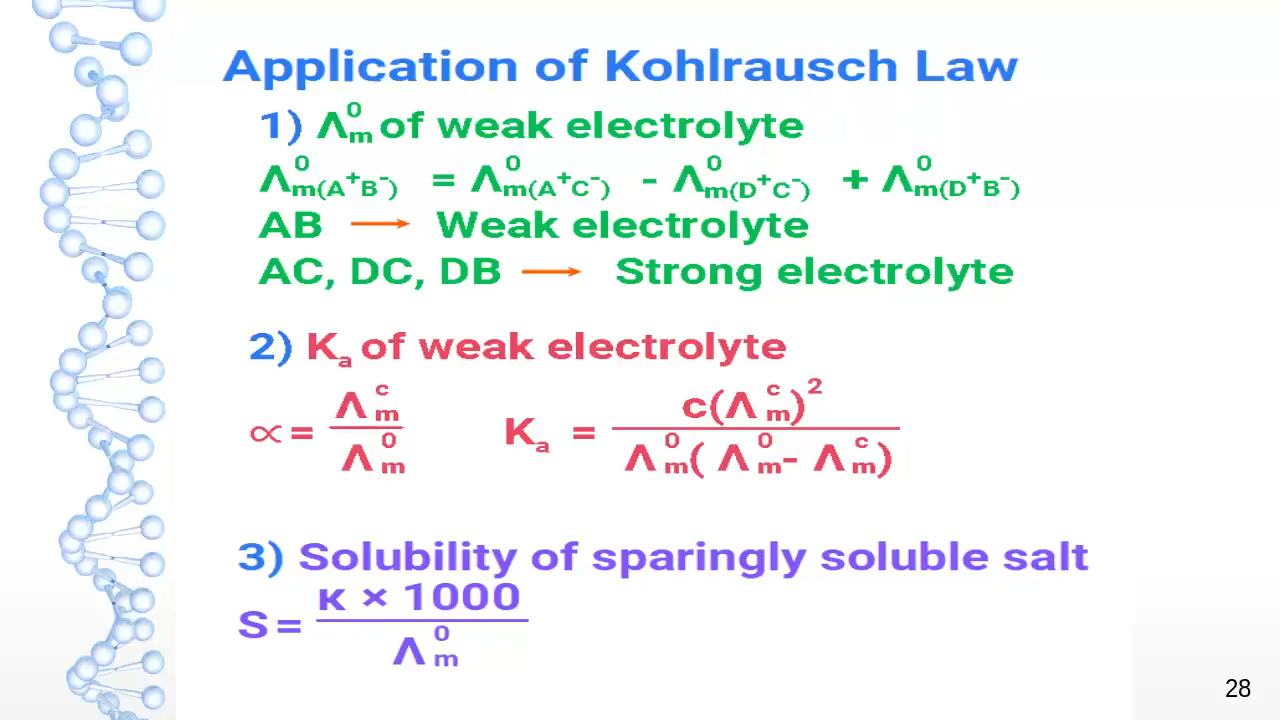 Application of Kohlrausch Law
1) Λ⁰m of weak electrolyte
Λ⁰m(A⁺B⁻) = Λ⁰m(A⁺C⁻) - Λ⁰m(D⁺C⁻) + Λ⁰m(D⁺B⁻)
AB → Weak electrolyte
AC, DC, DB → Strong electrolyte
2) Kₐ of weak electrolyte
∝ = Λᶜm / Λ⁰m    Kₐ = c(Λᶜm)² / Λ⁰m( Λ⁰m - Λᶜm)
3) Solubility of sparingly soluble salt
S = κ × 1000 / Λ⁰m
28